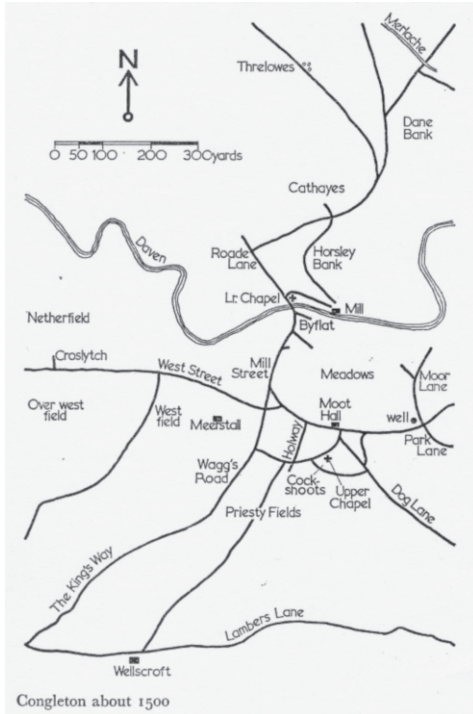 Merlache
Threlowes
N
Dane
Bank
0 50 100 200 300yards
Cathayes
Roade
Lane
Horsley
Bank
Daven
Lr. Chapel
Mill
Byflat
Netherfield
Croslytch
West Street
Mill
Street
Meadows
Moor
Lane
Over west
field
West
field
Meerstall
Moot
Hall
well
Park
Lane
Holway
Wagg's
Road
Cock-
shoots
Upper
Chapel
Dog Lane
Priesty Fields
The King's Way
Lambers Lane
Wellscroft
Congleton about 1500